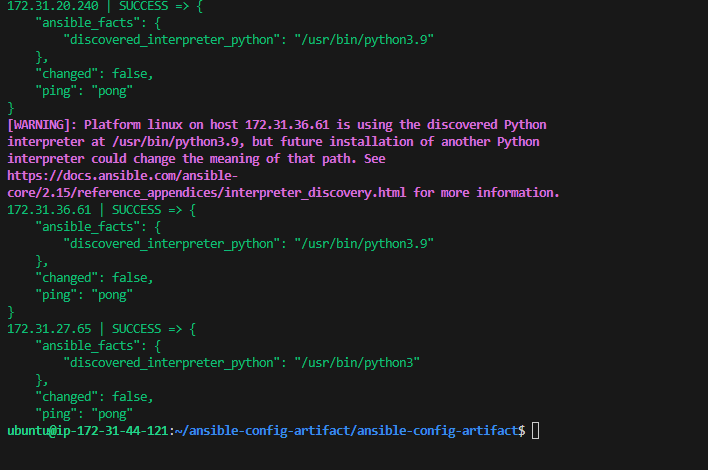 172.31.20.240 | SUCCESS => {
    "ansible_facts": {
        "discovered_interpreter_python": "/usr/bin/python3.9"
    },
    "changed": false,
    "ping": "pong"
}
[WARNING]: Platform linux on host 172.31.36.61 is using the discovered Python
interpreter at /usr/bin/python3.9, but future installation of another Python
interpreter could change the meaning of that path. See
https://docs.ansible.com/ansible-
core/2.15/reference_appendices/interpreter_discovery.html for more information.
172.31.36.61 | SUCCESS => {
    "ansible_facts": {
        "discovered_interpreter_python": "/usr/bin/python3.9"
    },
    "changed": false,
    "ping": "pong"
}
172.31.27.65 | SUCCESS => {
    "ansible_facts": {
        "discovered_interpreter_python": "/usr/bin/python3"
    },
    "changed": false,
    "ping": "pong"
ubuntu@ip-172-31-44-121:~/ansible-config-artifact/ansible-config-artifact$